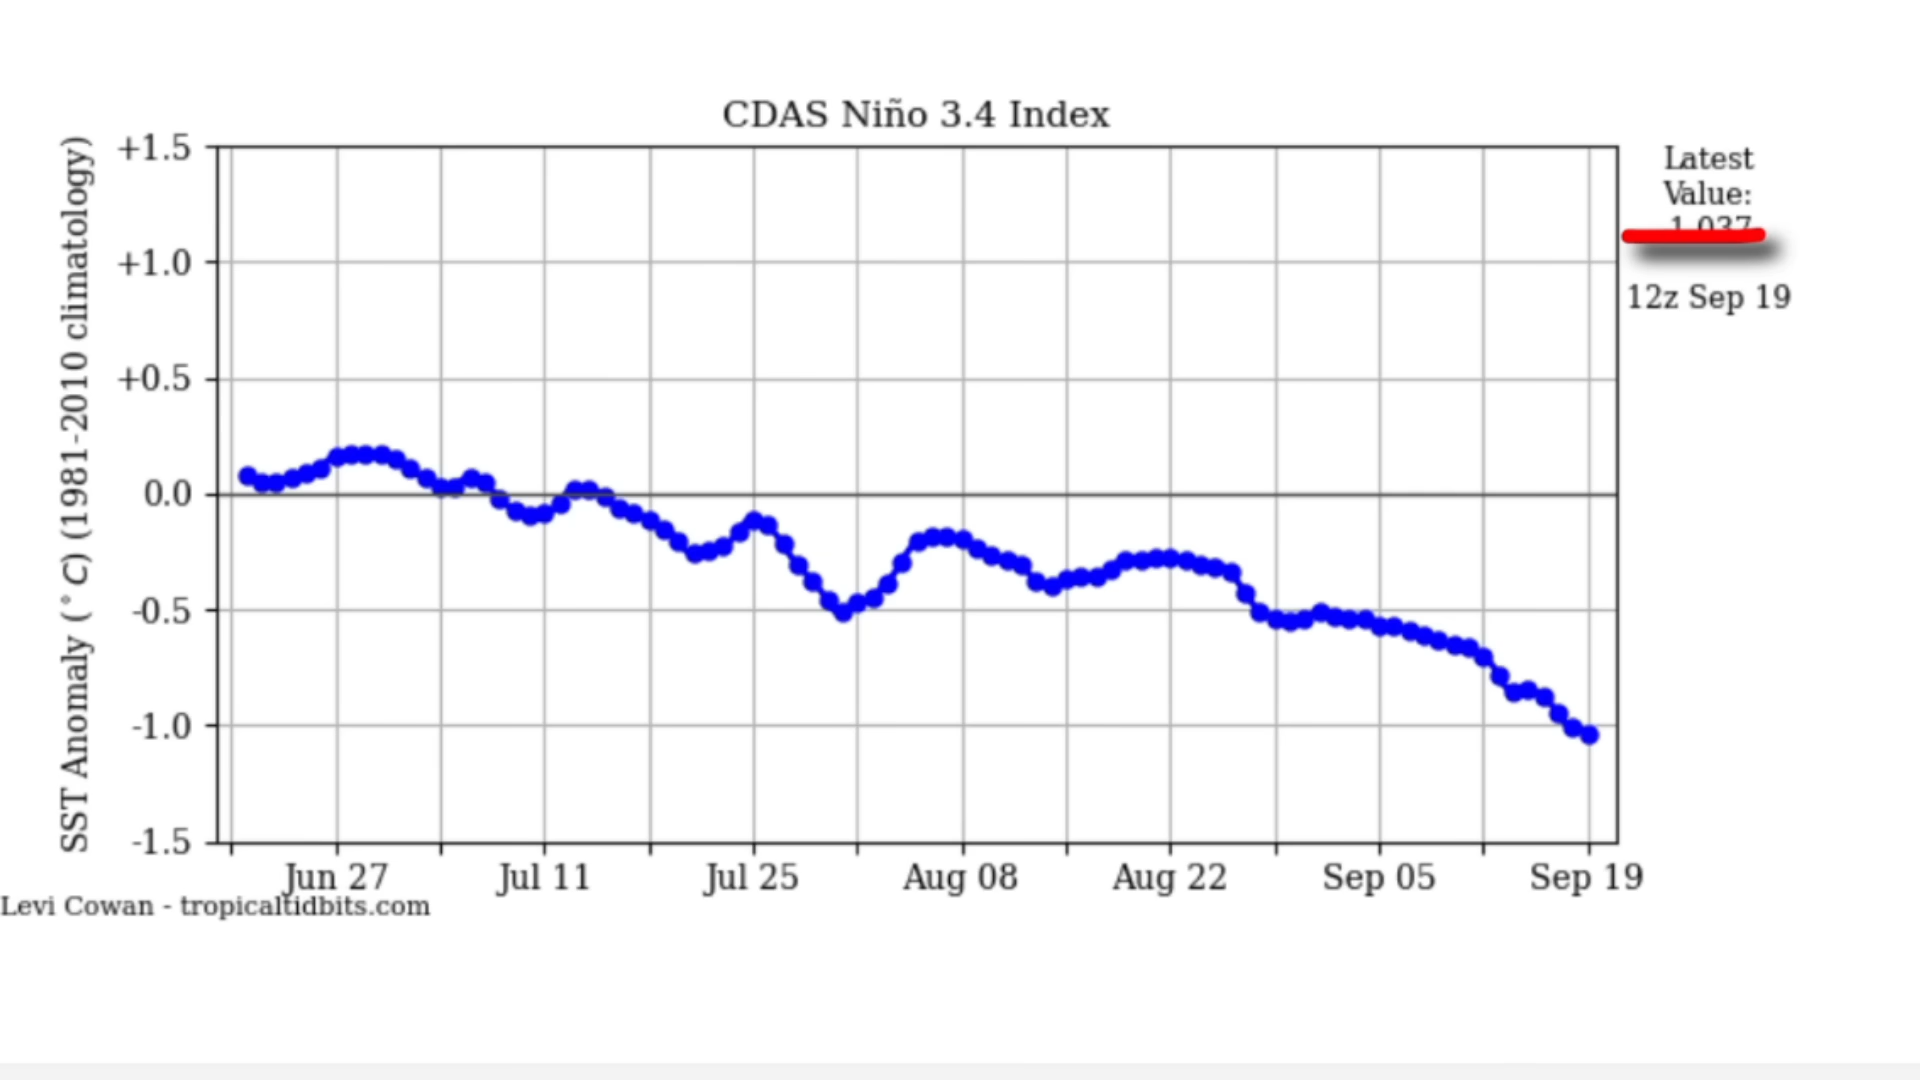 CDAS Niño 3.4 Index
SST Anomaly (°C) (1981-2010 climatology)
+1.5
+1.0
+0.5
0.0
-0.5
-1.0
-1.5
Jun 27
Jul 11
Jul 25
Aug 08
Aug 22
Sep 05
Sep 19
Latest
Value:
-1.037
12z Sep 19
Levi Cowan - tropicaltidbits.com